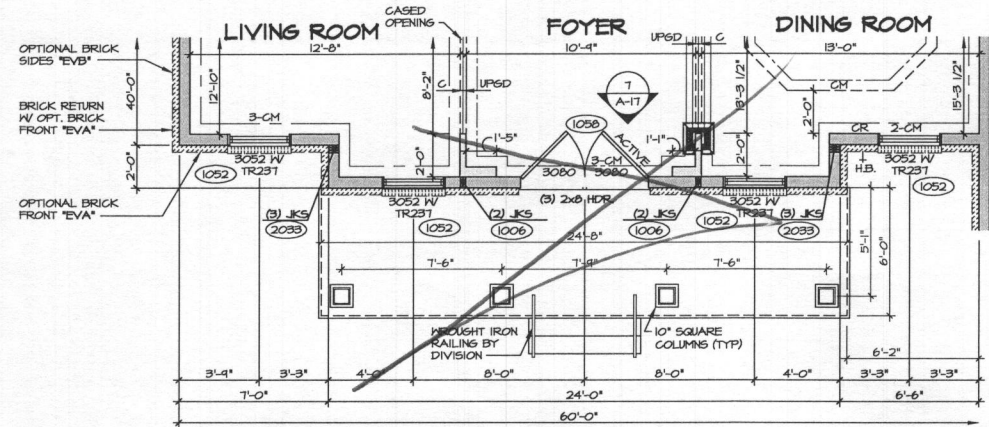 CASED
OPENING
LIVING ROOM
FOYER
DINING ROOM
OPTIONAL BRICK
SIDES "EVB"
12'-8"
10'-9"
UPGD
C
13'-0"
40'-0"
12'-10"
8'-2"
C
UPGD
7
A-17
CM
15'-3 1/2"
BRICK RETURN
W/ OPT. BRICK
FRONT "EVA"
3-CM
1058
2'-0"
CR
2-CM
1'-5"
ACTIVE
1'-1"
3-CM
3080
3080
2'-0"
2'-0"
2'-0"
3052 W/
TR237
1052
H.B.
3052 W/
TR237
1052
OPTIONAL BRICK
FRONT "EVA"
3052 W/
TR237
(3) 2x8 HDR
3052 W/
TR237
(3) JKS
2033
1052
(2) JKS
1006
(2) JKS
1006
1052
(3) JKS
2033
24'-8"
5'-1"
6'-0"
7'-6"
7'-9"
7'-6"
WROUGHT IRON
RAILING BY
DIVISION
10" SQUARE
COLUMNS (TYP)
6'-2"
3'-9"
3'-3"
4'-0"
8'-0"
8'-0"
4'-0"
3'-3"
3'-3"
7'-0"
24'-0"
6'-6"
60'-0"